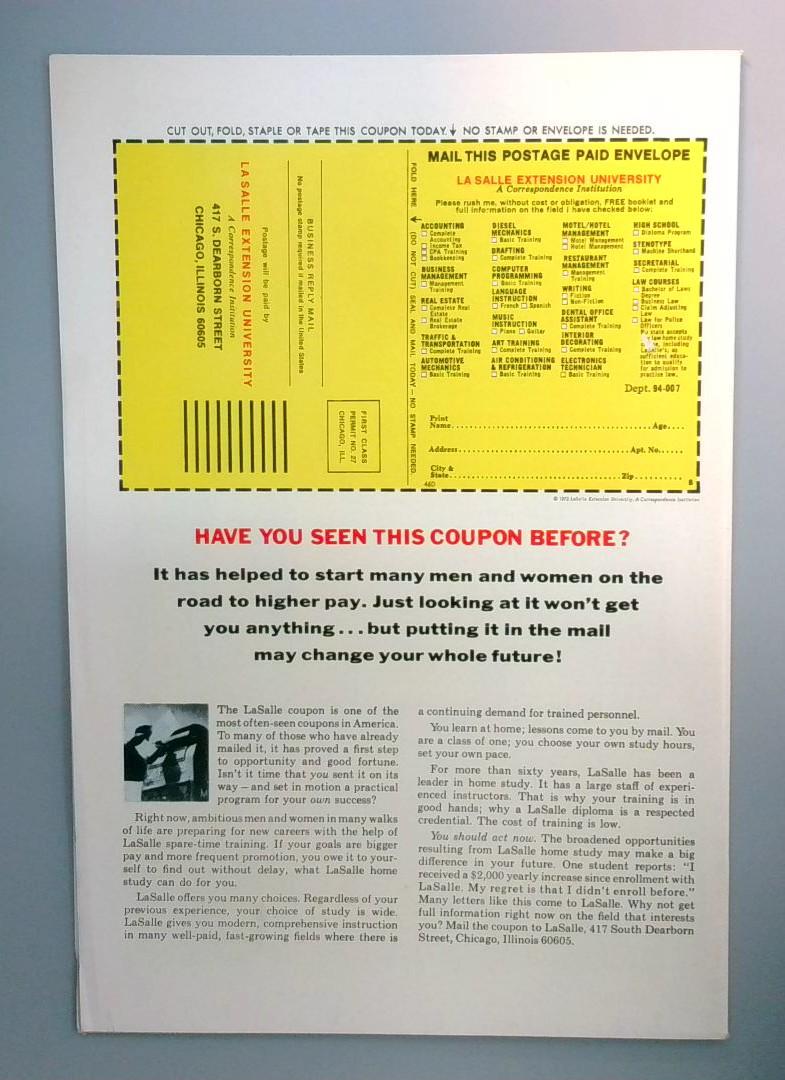 CUT OUT, FOLD, STAPLE OR TAPE THIS COUPON TODAY. ↓ NO STAMP OR ENVELOPE IS NEEDED.
Postage will be paid by
LA SALLE EXTENSION UNIVERSITY
A Correspondence Institution
417 S. DEARBORN STREET
CHICAGO, ILLINOIS 60605
BUSINESS REPLY MAIL
No postage stamp required if mailed in the United States
FIRST CLASS
PERMIT NO. 27
CHICAGO, ILL.
FOLD HERE → (DO NOT CUT) SEAL AND MAIL TODAY — NO STAMP NEEDED.
MAIL THIS POSTAGE PAID ENVELOPE
LA SALLE EXTENSION UNIVERSITY
A Correspondence Institution
Please rush me, without cost or obligation, FREE booklet and
full information on the field I have checked below:
ACCOUNTING
Complete
Accounting
Income Tax
CPA Training
Bookkeeping
BUSINESS
MANAGEMENT
Management
Training
REAL ESTATE
Complete Real
Estate
Real Estate
Brokerage
TRAFFIC &
TRANSPORTATION
Complete Training
AUTOMOTIVE
MECHANICS
Basic Training
DIESEL
MECHANICS
Basic Training
DRAFTING
Complete Training
COMPUTER
PROGRAMMING
Basic Training
LANGUAGE
INSTRUCTION
French Spanish
MUSIC
INSTRUCTION
Piano Guitar
ART TRAINING
Complete Training
AIR CONDITIONING
& REFRIGERATION
Basic Training
MOTEL/HOTEL
MANAGEMENT
Motel Management
Hotel Management
RESTAURANT
MANAGEMENT
Management
Training
WRITING
Fiction
Non-Fiction
DENTAL OFFICE
ASSISTANT
Complete Training
INTERIOR
DECORATING
Complete Training
ELECTRONICS
TECHNICIAN
Basic Training
HIGH SCHOOL
Diploma Program
STENOTYPE
Machine Shorthand
SECRETARIAL
Complete Training
LAW COURSES
Bachelor of Laws
Degree
Business Law
Claim Adjusting
Law
Law for Police
Officers
state accepts
law home study
including
LaSalle's, as
sufficient educa-
tion to qualify
for admission to
practice law.
Dept. 94-007
Print
Name Age
Address Apt. No.
City &
State Zip
460 8
© 1972 LaSalle Extension University, A Correspondence Institution
HAVE YOU SEEN THIS COUPON BEFORE?
It has helped to start many men and women on the
road to higher pay. Just looking at it won't get
you anything . . . but putting it in the mail
may change your whole future!
The LaSalle coupon is one of the
most often-seen coupons in America.
To many of those who have already
mailed it, it has proved a first step
to opportunity and good fortune.
Isn't it time that you sent it on its
way — and set in motion a practical
program for your own success?
Right now, ambitious men and women in many walks
of life are preparing for new careers with the help of
LaSalle spare-time training. If your goals are bigger
pay and more frequent promotion, you owe it to your-
self to find out without delay, what LaSalle home
study can do for you.
LaSalle offers you many choices. Regardless of your
previous experience, your choice of study is wide.
LaSalle gives you modern, comprehensive instruction
in many well-paid, fast-growing fields where there is
a continuing demand for trained personnel.
You learn at home; lessons come to you by mail. You
are a class of one; you choose your own study hours,
set your own pace.
For more than sixty years, LaSalle has been a
leader in home study. It has a large staff of experi-
enced instructors. That is why your training is in
good hands; why a LaSalle diploma is a respected
credential. The cost of training is low.
You should act now. The broadened opportunities
resulting from LaSalle home study may make a big
difference in your future. One student reports: "I
received a $2,000 yearly increase since enrollment with
LaSalle. My regret is that I didn't enroll before."
Many letters like this come to LaSalle. Why not get
full information right now on the field that interests
you? Mail the coupon to LaSalle, 417 South Dearborn
Street, Chicago, Illinois 60605.